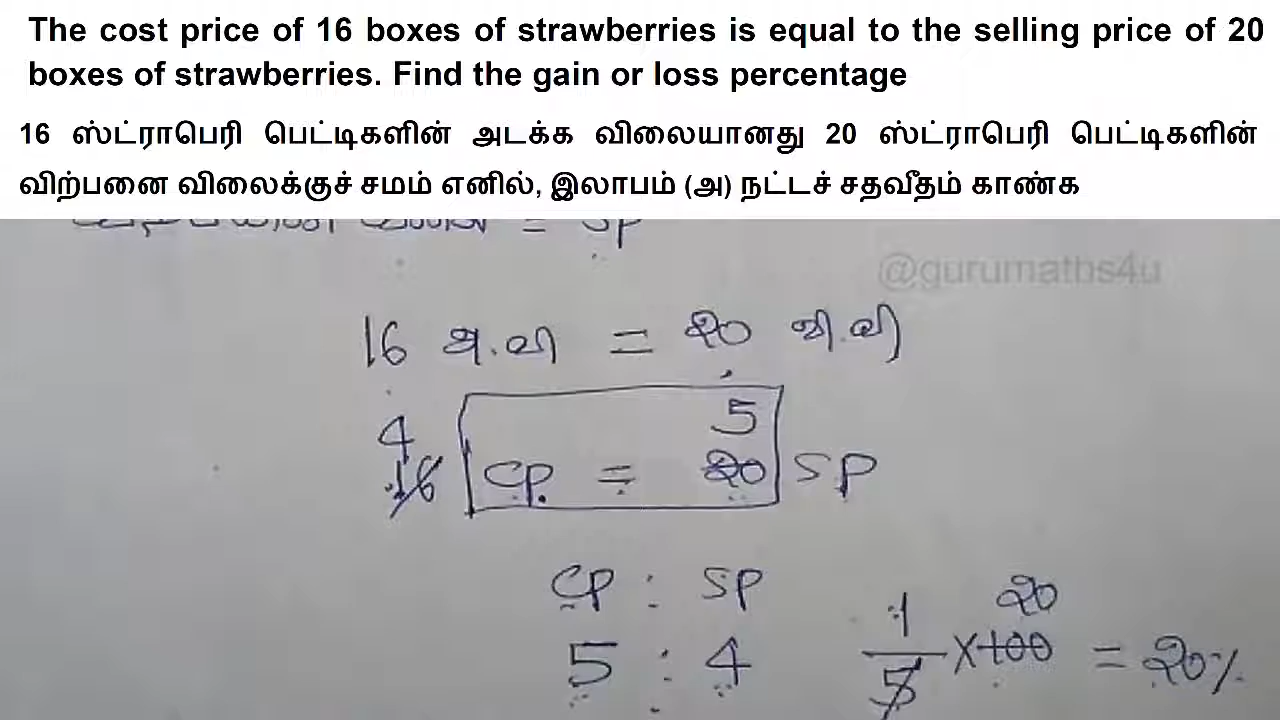 The cost price of 16 boxes of strawberries is equal to the selling price of 20
boxes of strawberries. Find the gain or loss percentage
16 ஸ்ட்ராபெரி பெட்டிகளின் அடக்க விலையானது 20 ஸ்ட்ராபெரி பெட்டிகளின்
விற்பனை விலைக்குச் சமம் எனில், இலாபம் (அ) நட்டச் சதவீதம் காண்க
= SP
@gurumaths4u
16 அ.வி = 20 வி.வி
4 5
16 CP = 20 SP
CP : SP
5 : 4
1/5 x 100 20 = 20%